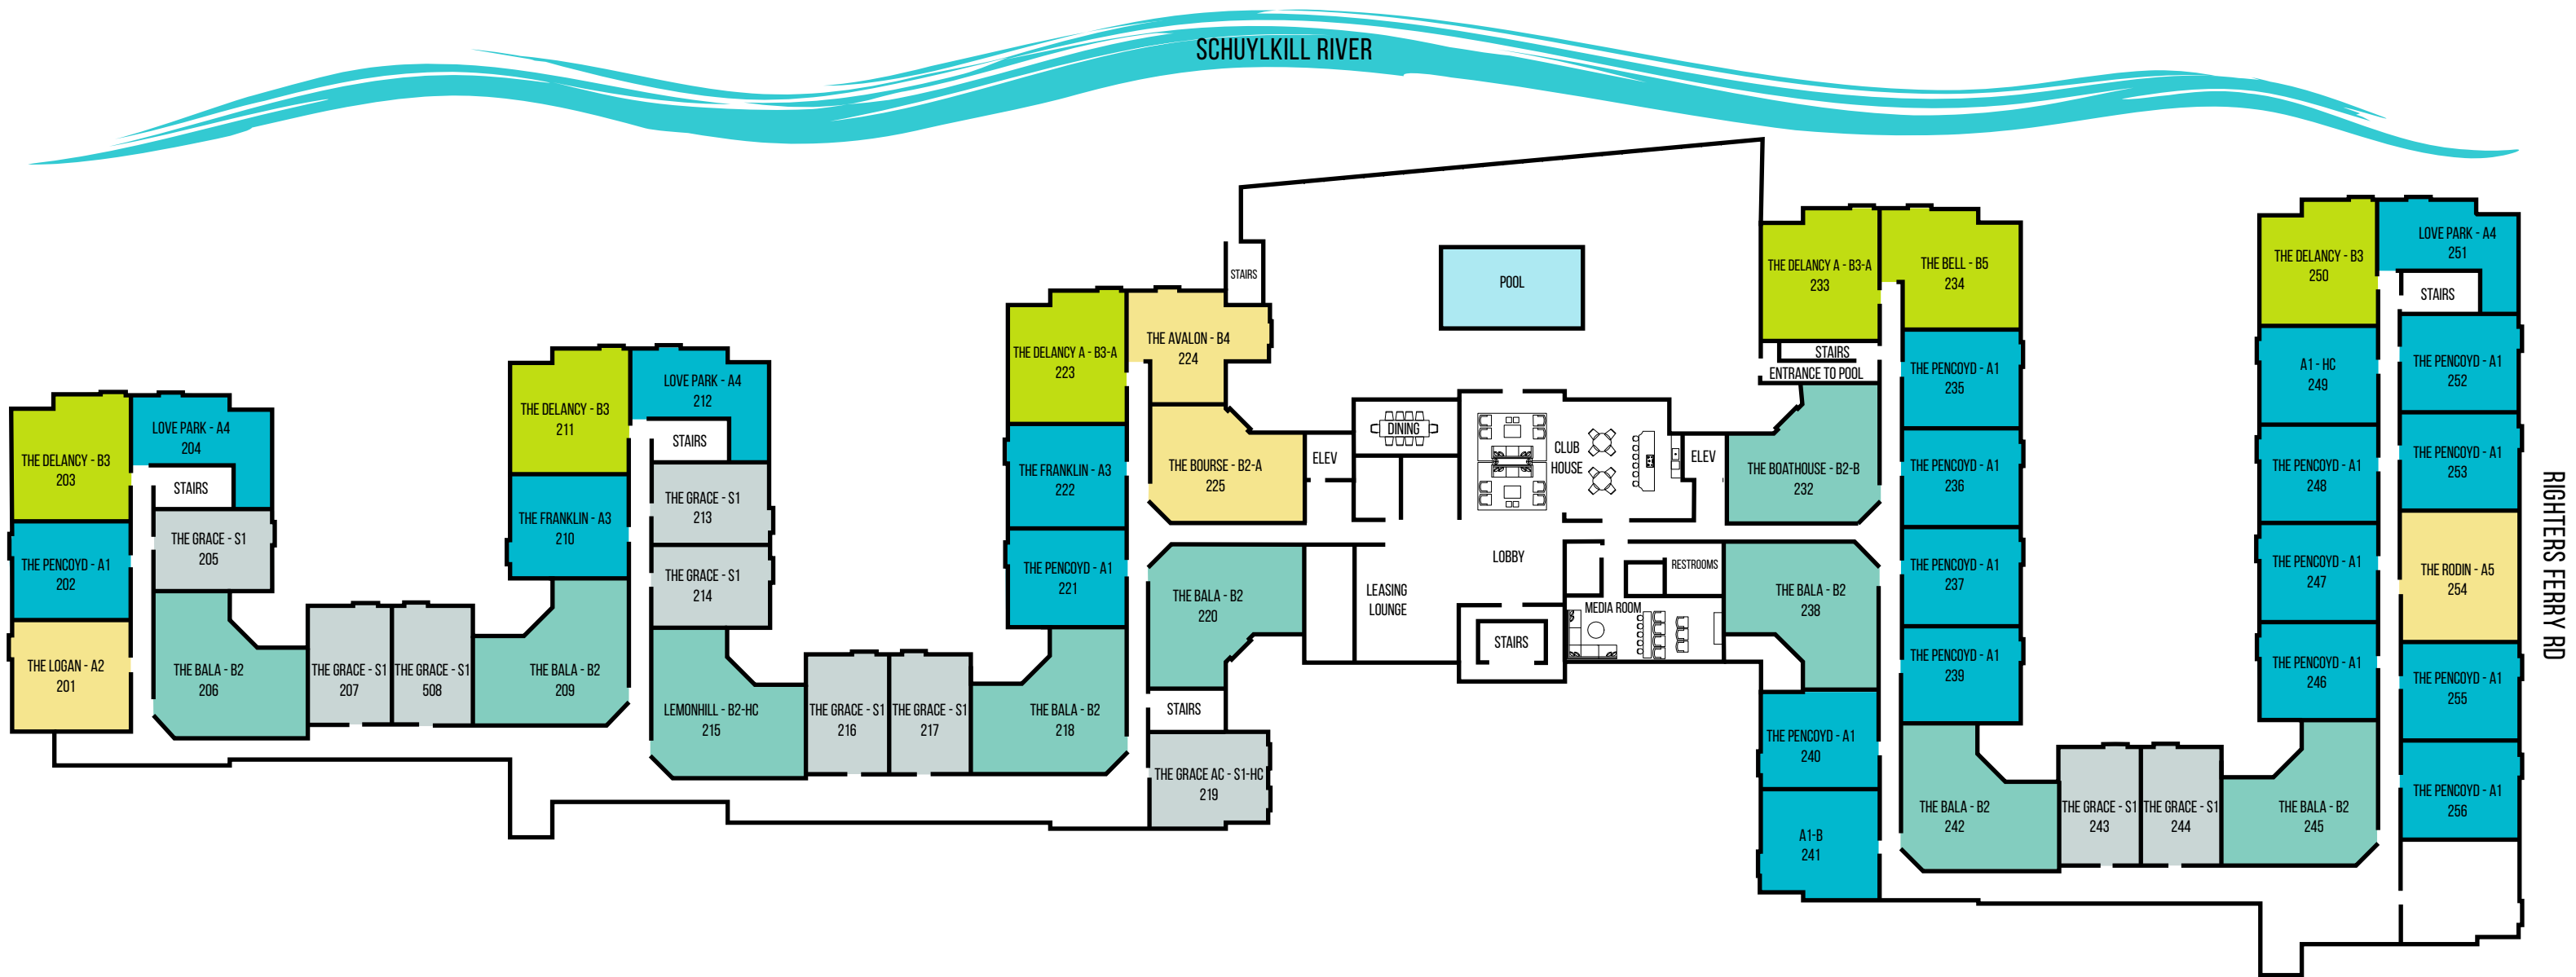 SCHUYLKILL RIVER
THE LOGAN - A2
201
THE PENCOYD - A1
202
THE DELANCY - B3
203
LOVE PARK - A4
204
STAIRS
THE GRACE - S1
205
THE BALA - B2
206
THE GRACE - S1
207
THE GRACE - S1
508
THE BALA - B2
209
THE FRANKLIN - A3
210
THE DELANCY - B3
211
LOVE PARK - A4
212
STAIRS
THE GRACE - S1
213
THE GRACE - S1
214
LEMONHILL - B2-HC
215
THE GRACE - S1
216
THE GRACE - S1
217
THE BALA - B2
218
THE GRACE AC - S1-HC
219
STAIRS
THE BALA - B2
220
THE PENCOYD - A1
221
THE FRANKLIN - A3
222
THE DELANCY A - B3-A
223
THE AVALON - B4
224
STAIRS
THE BOURSE - B2-A
225
ELEV
DINING
CLUB
HOUSE
POOL
LOBBY
LEASING
LOUNGE
STAIRS
MEDIA ROOM
RESTROOMS
ELEV
THE BOATHOUSE - B2-B
232
ENTRANCE TO POOL
STAIRS
THE DELANCY A - B3-A
233
THE BELL - B5
234
THE PENCOYD - A1
235
THE PENCOYD - A1
236
THE PENCOYD - A1
237
THE BALA - B2
238
THE PENCOYD - A1
239
THE PENCOYD - A1
240
A1-B
241
THE BALA - B2
242
THE GRACE - S1
243
THE GRACE - S1
244
THE BALA - B2
245
THE PENCOYD - A1
246
THE PENCOYD - A1
247
THE PENCOYD - A1
248
A1 - HC
249
THE DELANCY - B3
250
LOVE PARK - A4
251
STAIRS
THE PENCOYD - A1
252
THE PENCOYD - A1
253
THE RODIN - A5
254
THE PENCOYD - A1
255
THE PENCOYD - A1
256
RIGHTERS FERRY RD